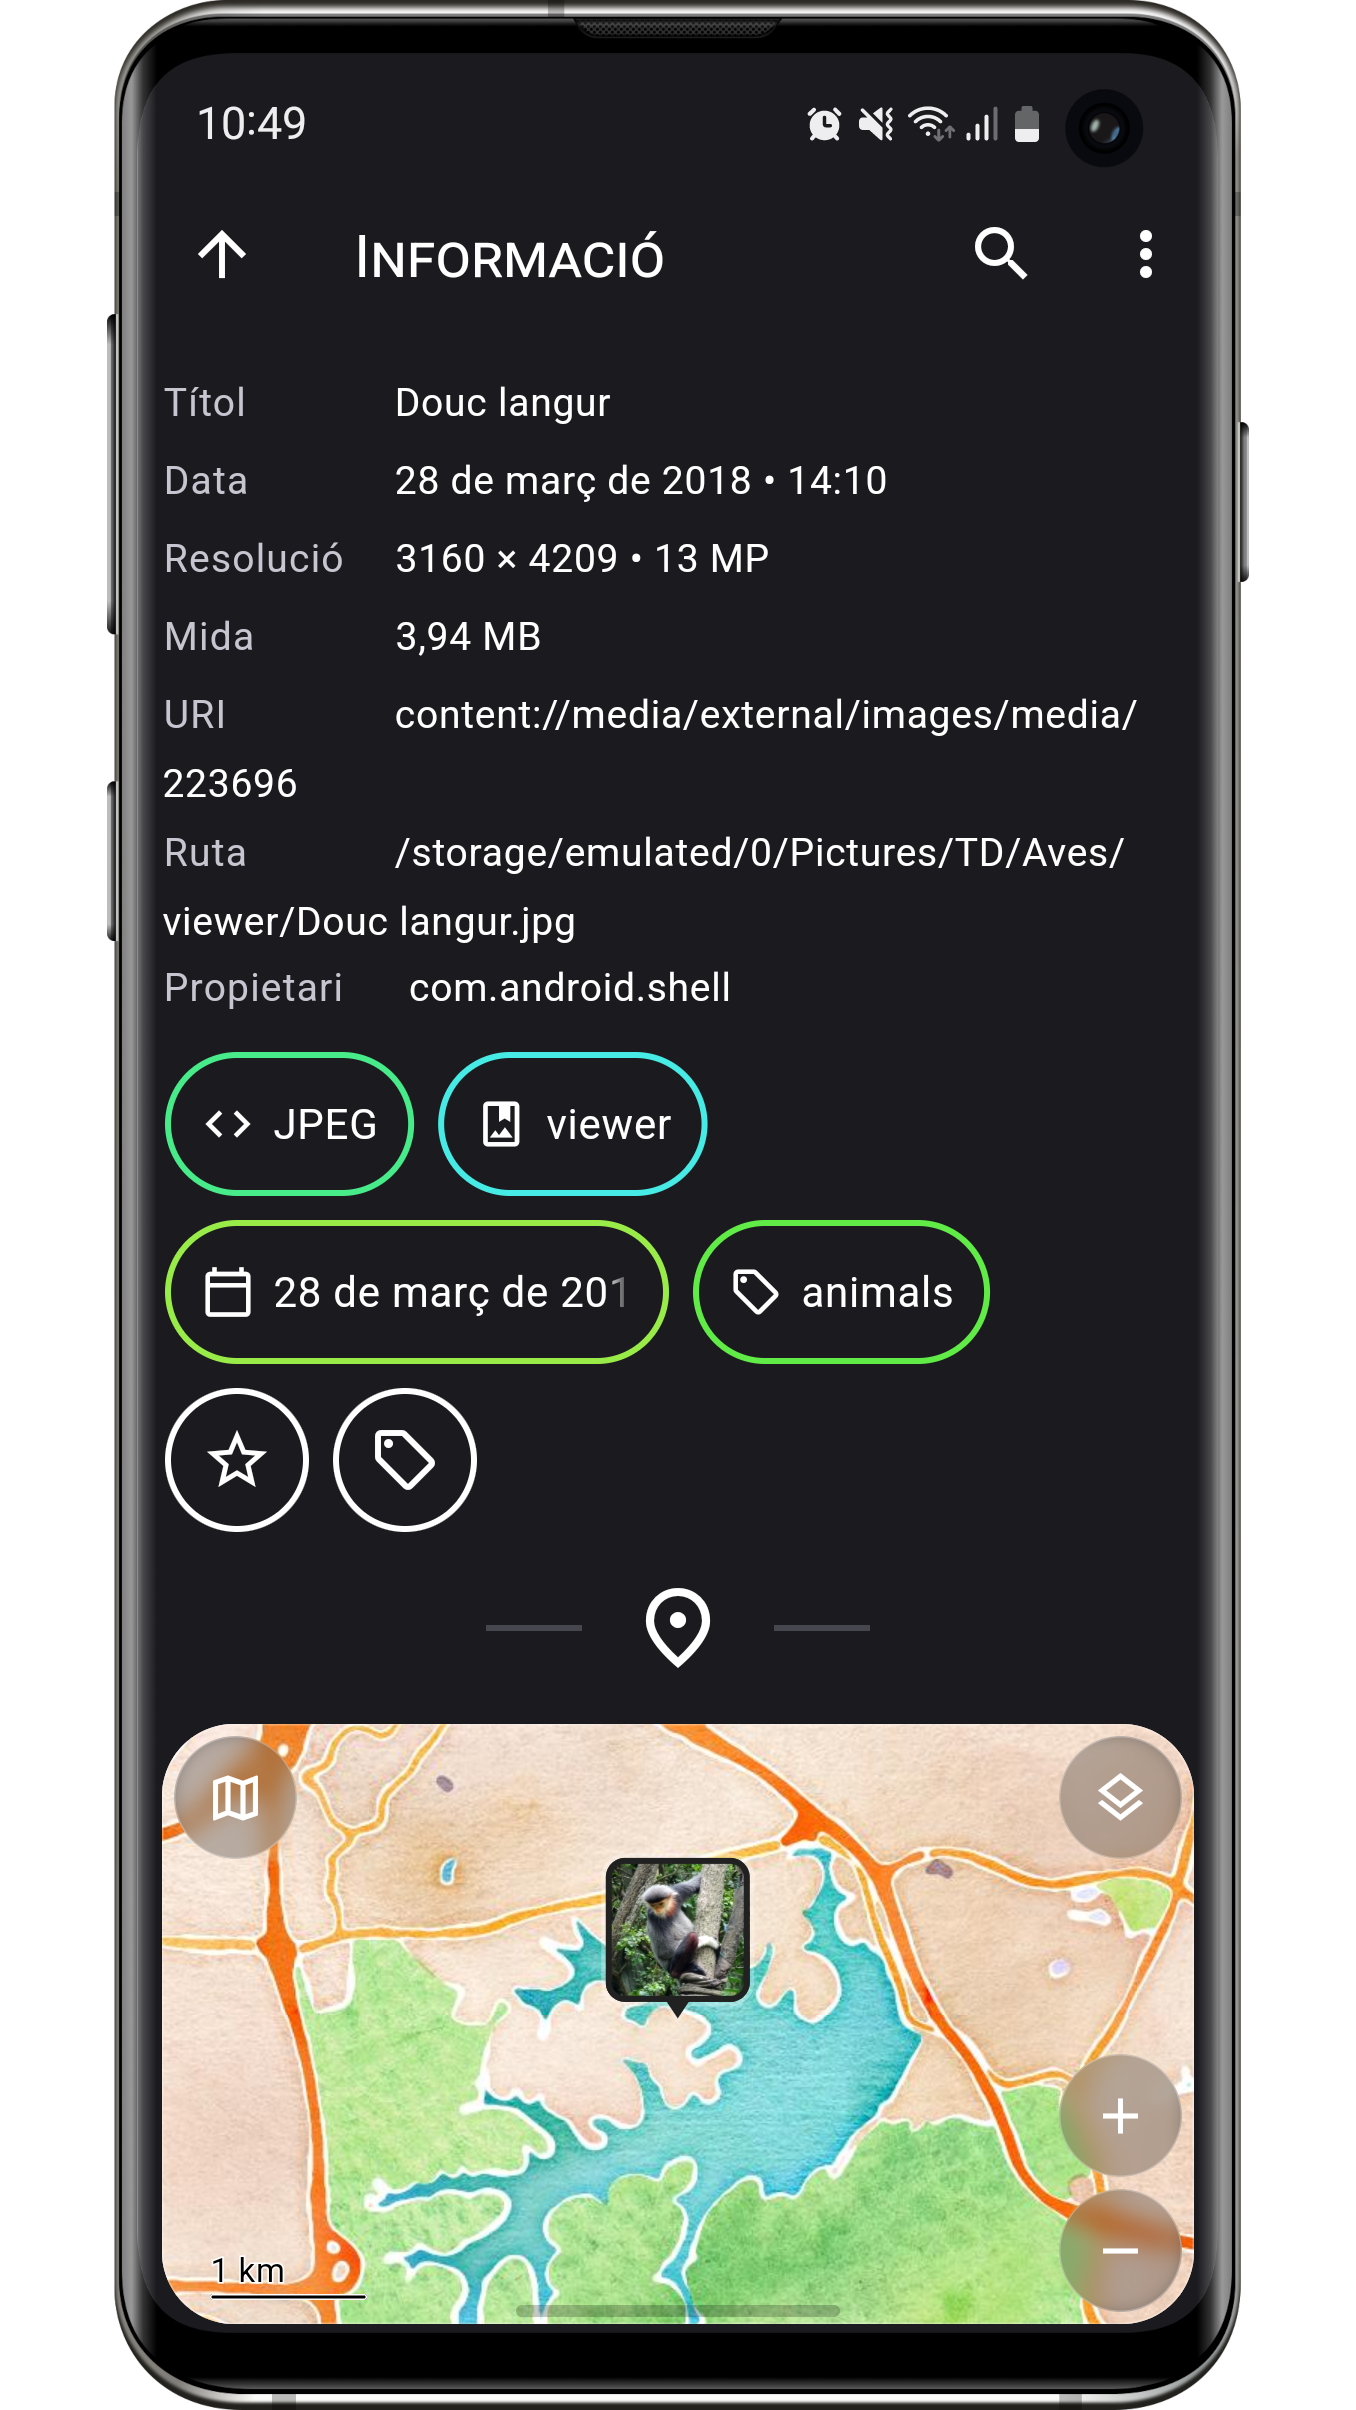 10:49
INFORMACIÓ
Títol Douc langur
Data 28 de març de 2018 • 14:10
Resolució 3160 × 4209 • 13 MP
Mida 3,94 MB
URI content://media/external/images/media/
223696
Ruta /storage/emulated/0/Pictures/TD/Aves/
viewer/Douc langur.jpg
Propietari com.android.shell
JPEG viewer
28 de març de 201 animals
1 km